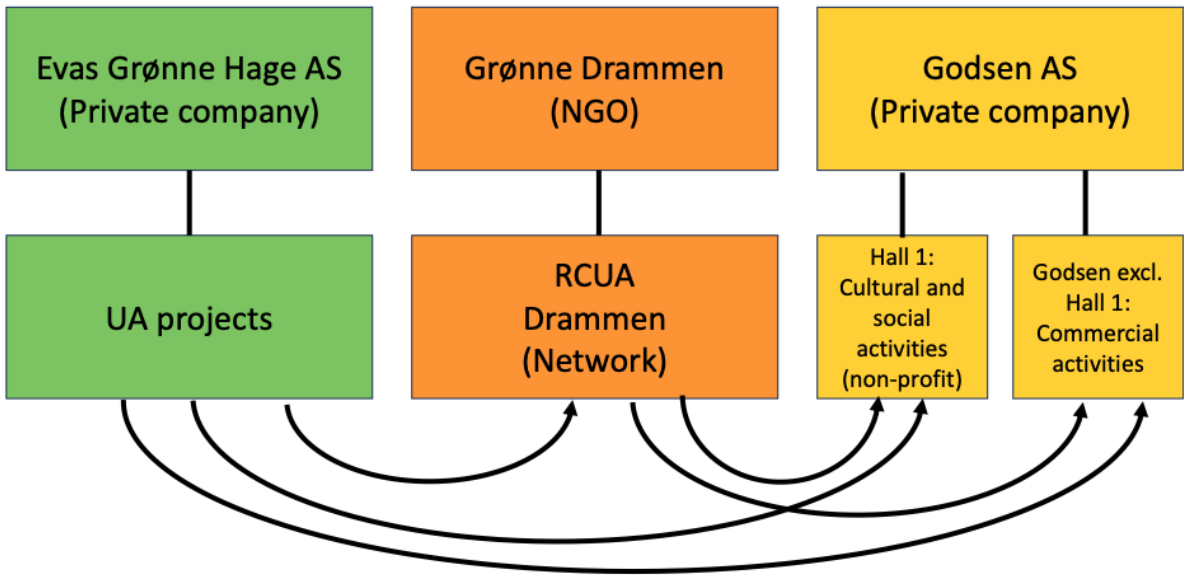 Evas Grønne Hage AS
(Private company)
Grønne Drammen
(NGO)
Godsen AS
(Private company)
UA projects
RCUA
Drammen
(Network)
Hall 1:
Cultural and
social
activities
(non-profit)
Godsen excl.
Hall 1:
Commercial
activities